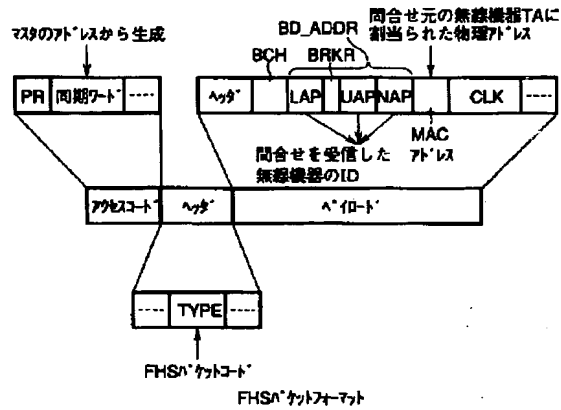 マスタのアドレスから生成
PR 同期ワード ----
BD_ADDR
BCH BRKR
問合せ元の無線機器TAに
割当られた物理アドレス
ヘッダ LAP UAP NAP CLK ----
MAC
アドレス
問合せを受信した
無線機器のID
アクセスコード ヘッダ ペイロード
---- TYPE ----
FHSパケットコード
FHSパケットフォーマット